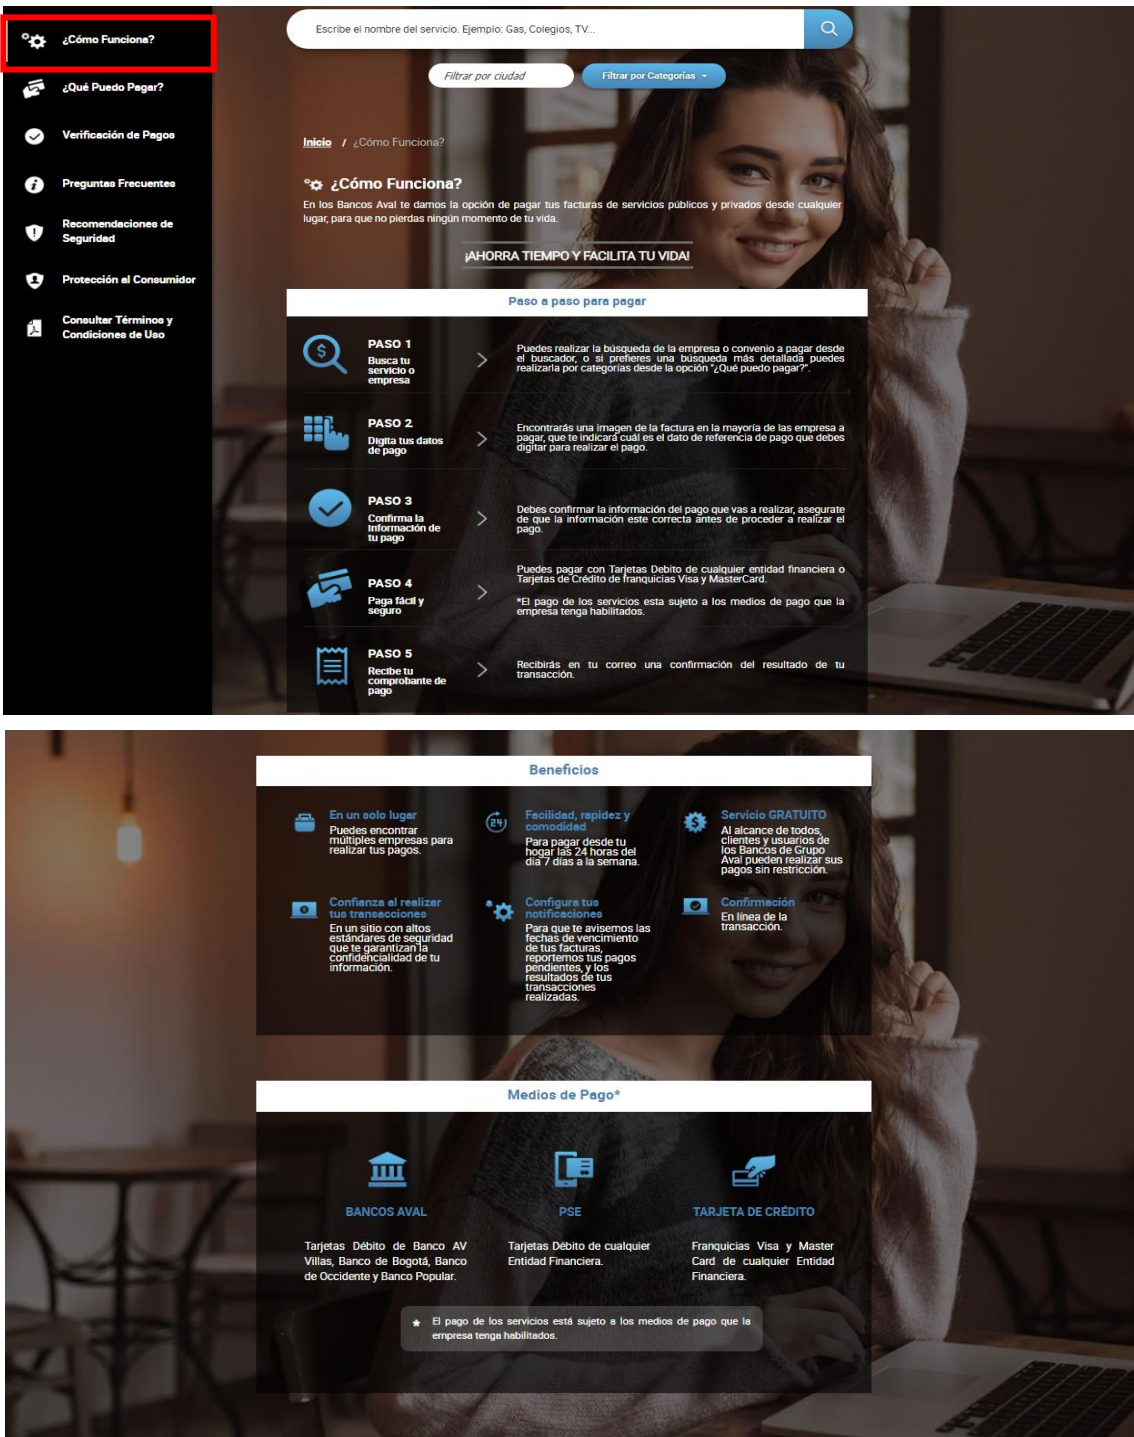 ¿Cómo Funciona?
¿Qué Puedo Pagar?
Verificación de Pagos
Preguntas Frecuentes
Recomendaciones de
Seguridad
Protección al Consumidor
Consultar Términos y
Condiciones de Uso
Escribe el nombre del servicio. Ejemplo: Gas, Colegios, TV...
Filtrar por ciudad
Filtrar por Categorías
Inicio / ¿Cómo Funciona?
¿Cómo Funciona?
En los Bancos Aval te damos la opción de pagar tus facturas de servicios públicos y privados desde cualquier
lugar, para que no pierdas ningún momento de tu vida.
¡AHORRA TIEMPO Y FACILITA TU VIDA!
Paso a paso para pagar
PASO 1
Busca tu
servicio o
empresa
Puedes realizar la búsqueda de la empresa o convenio a pagar desde
el buscador, o si prefieres una búsqueda más detallada puedes
realizarla por categorías desde la opción "¿Qué puedo pagar?".
PASO 2
Digita tus datos
de pago
Encontrarás una imagen de la factura en la mayoría de las empresa a
pagar, que te indicará cuál es el dato de referencia de pago que debes
digitar para realizar el pago.
PASO 3
Confirma la
Información de
tu pago
Debes confirmar la información del pago que vas a realizar, asegurate
de que la información este correcta antes de proceder a realizar el
pago.
PASO 4
Paga fácil y
seguro
Puedes pagar con Tarjetas Debito de cualquier entidad financiera o
Tarjetas de Crédito de franquicias Visa y MasterCard.
*El pago de los servicios esta sujeto a los medios de pago que la
empresa tenga habilitados.
PASO 5
Recibe tu
comprobante de
pago
Recibirás en tu correo una confirmación del resultado de tu
transacción.
Beneficios
En un solo lugar
Puedes encontrar
múltiples empresas para
realizar tus pagos.
24
Facilidad, rapidez y
comodidad
Para pagar desde tu
hogar las 24 horas del
día 7 días a la semana.
Servicio GRATUITO
Al alcance de todos,
clientes y usuarios de
los Bancos de Grupo
Aval pueden realizar sus
pagos sin restricción.
Confianza al realizar
tus transacciones
En un sitio con altos
estándares de seguridad
que te garantizan la
confidencialidad de tu
información.
Configura tus
notificaciones
Para que te avisemos las
fechas de vencimiento
de tus facturas,
reportemos tus pagos
pendientes, y los
resultados de tus
transacciones
realizadas.
Confirmación
En línea de la
transacción.
Medios de Pago*
BANCOS AVAL
Tarjetas Débito de Banco AV
Villas, Banco de Bogotá, Banco
de Occidente y Banco Popular.
PSE
Tarjetas Débito de cualquier
Entidad Financiera.
TARJETA DE CRÉDITO
Franquicias Visa y Master
Card de cualquier Entidad
Financiera.
* El pago de los servicios está sujeto a los medios de pago que la
empresa tenga habilitados.